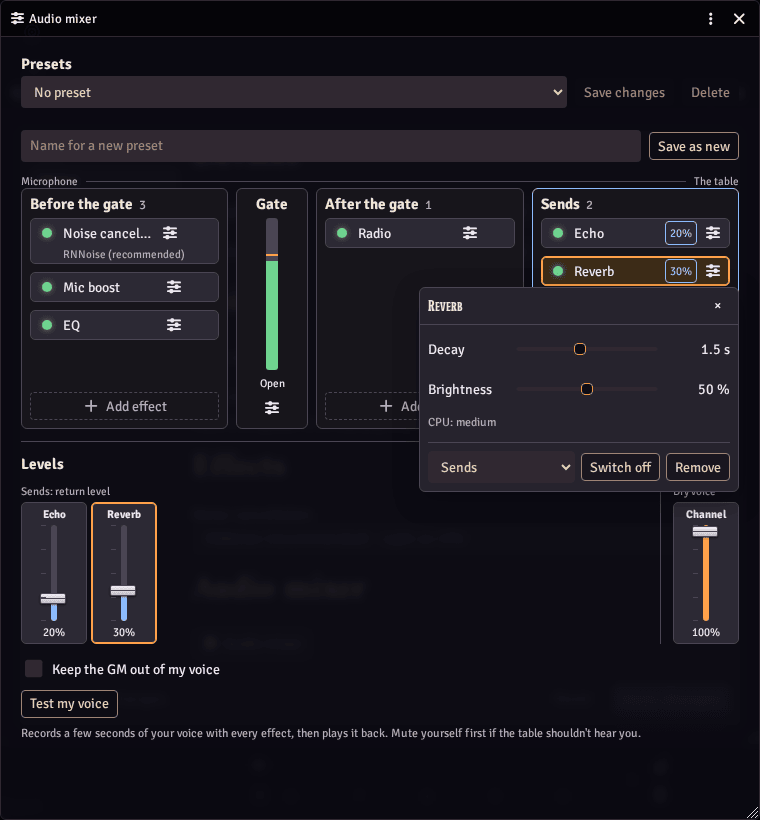 Audio mixer
Presets
No preset
Save changes
Delete
Name for a new preset
Save as new
Microphone
The table
Before the gate 3
Noise cancel...
RNNoise (recommended)
Mic boost
EQ
Add effect
Gate
Open
After the gate 1
Radio
Sends 2
Echo 20%
Reverb 30%
Reverb ×
Decay 1.5 s
Brightness 50 %
CPU: medium
Sends
Switch off
Remove
Levels
Effects
Sends: return level
Dry voice
Echo
20%
Reverb
30%
Channel
100%
Audio mixer
Keep the GM out of my voice
Test my voice
Records a few seconds of your voice with every effect, then plays it back. Mute yourself first if the table shouldn't hear you.